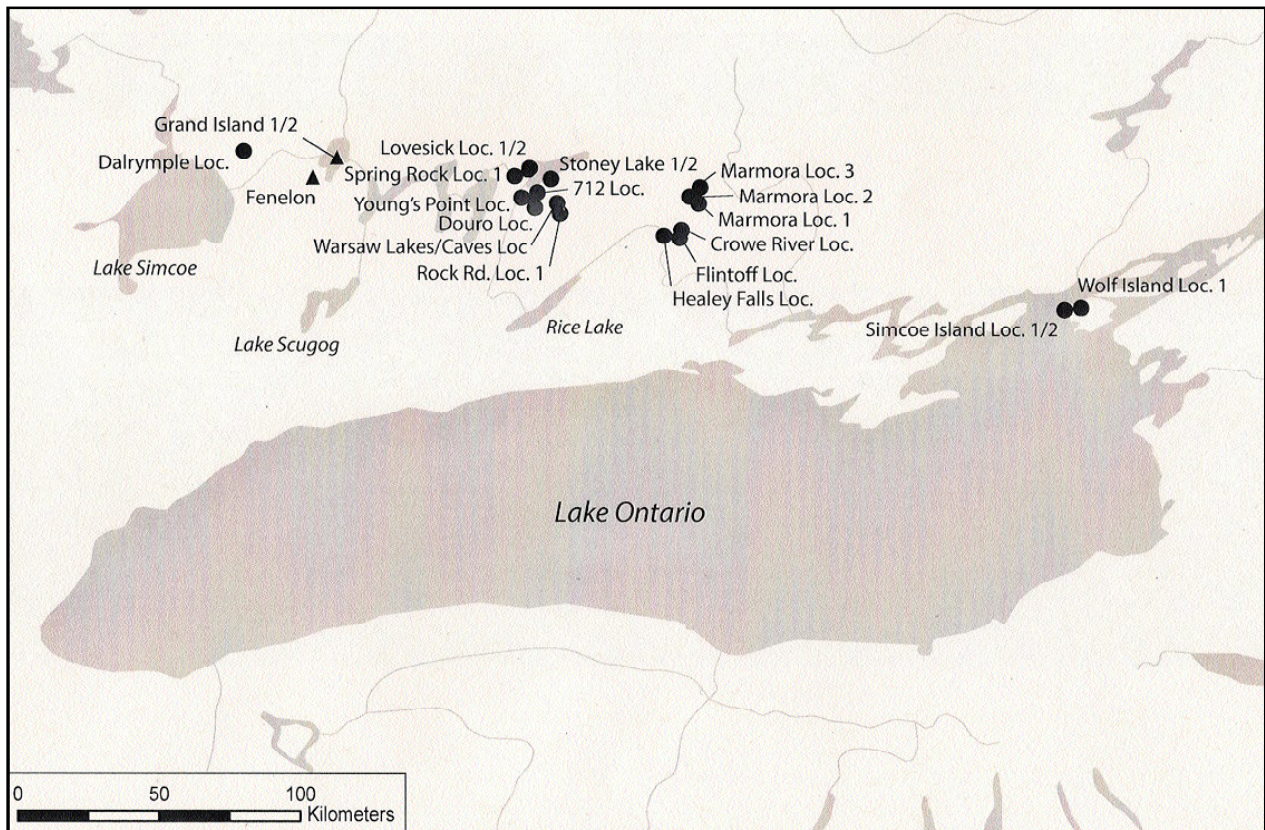 Grand Island 1/2
Dalrymple Loc.
Fenelon
Lovesick Loc. 1/2
Spring Rock Loc. 1
Stoney Lake 1/2
712 Loc.
Young's Point Loc.
Douro Loc.
Warsaw Lakes/Caves Loc
Rock Rd. Loc. 1
Marmora Loc. 3
Marmora Loc. 2
Marmora Loc. 1
Crowe River Loc.
Flintoff Loc.
Healey Falls Loc.
Lake Simcoe
Lake Scugog
Rice Lake
Wolf Island Loc. 1
Simcoe Island Loc. 1/2
Lake Ontario
0 50 100
Kilometers